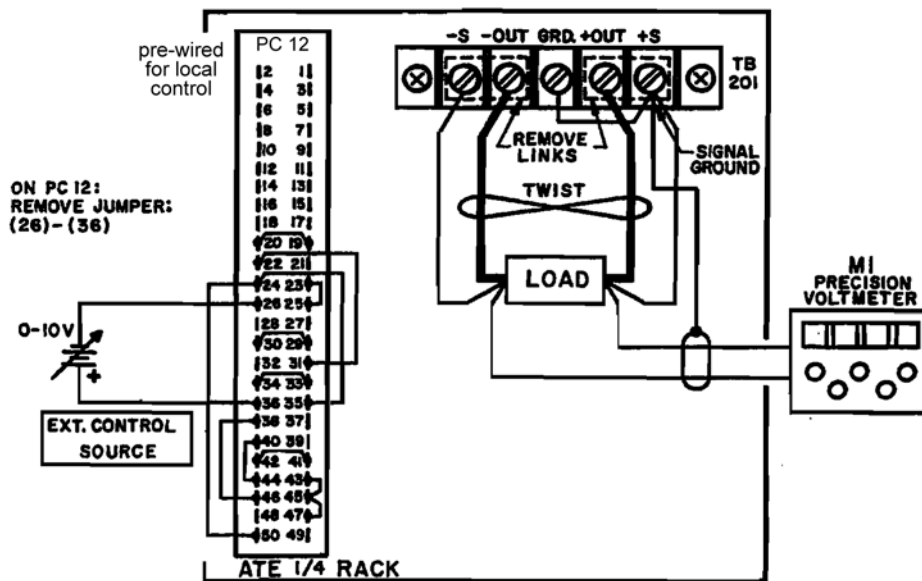 pre-wired
for local
control
PC 12
2 1
4 3
6 5
8 7
10 9
12 11
14 13
16 15
18 17
20 19
22 21
24 23
26 25
28 27
30 29
32 31
34 33
36 35
38 37
40 39
42 41
44 43
46 45
48 47
50 49
ON PC 12:
REMOVE JUMPER:
(26)-(36)
0-10V
+
EXT. CONTROL
SOURCE
-S -OUT GRD. +OUT +S
TB
201
REMOVE
LINKS
SIGNAL
GROUND
TWIST
LOAD
M1
PRECISION
VOLTMETER
ATE 1/4 RACK